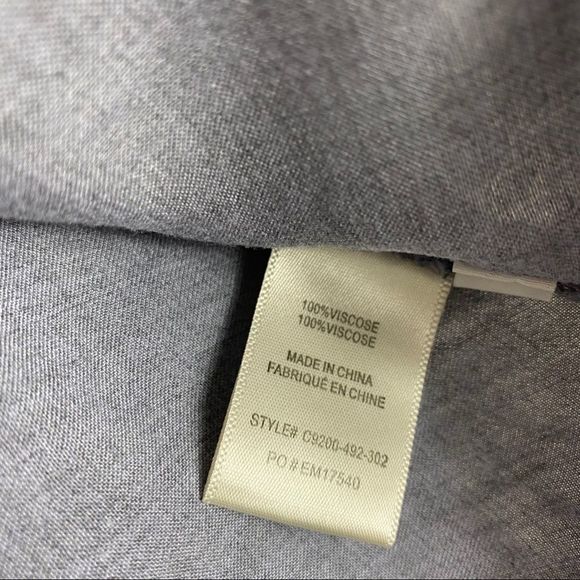 100%VISCOSE
100%VISCOSE
MADE IN CHINA
FABRIQUÉ EN CHINE
STYLE# C9200-492-302
PO # EM17540